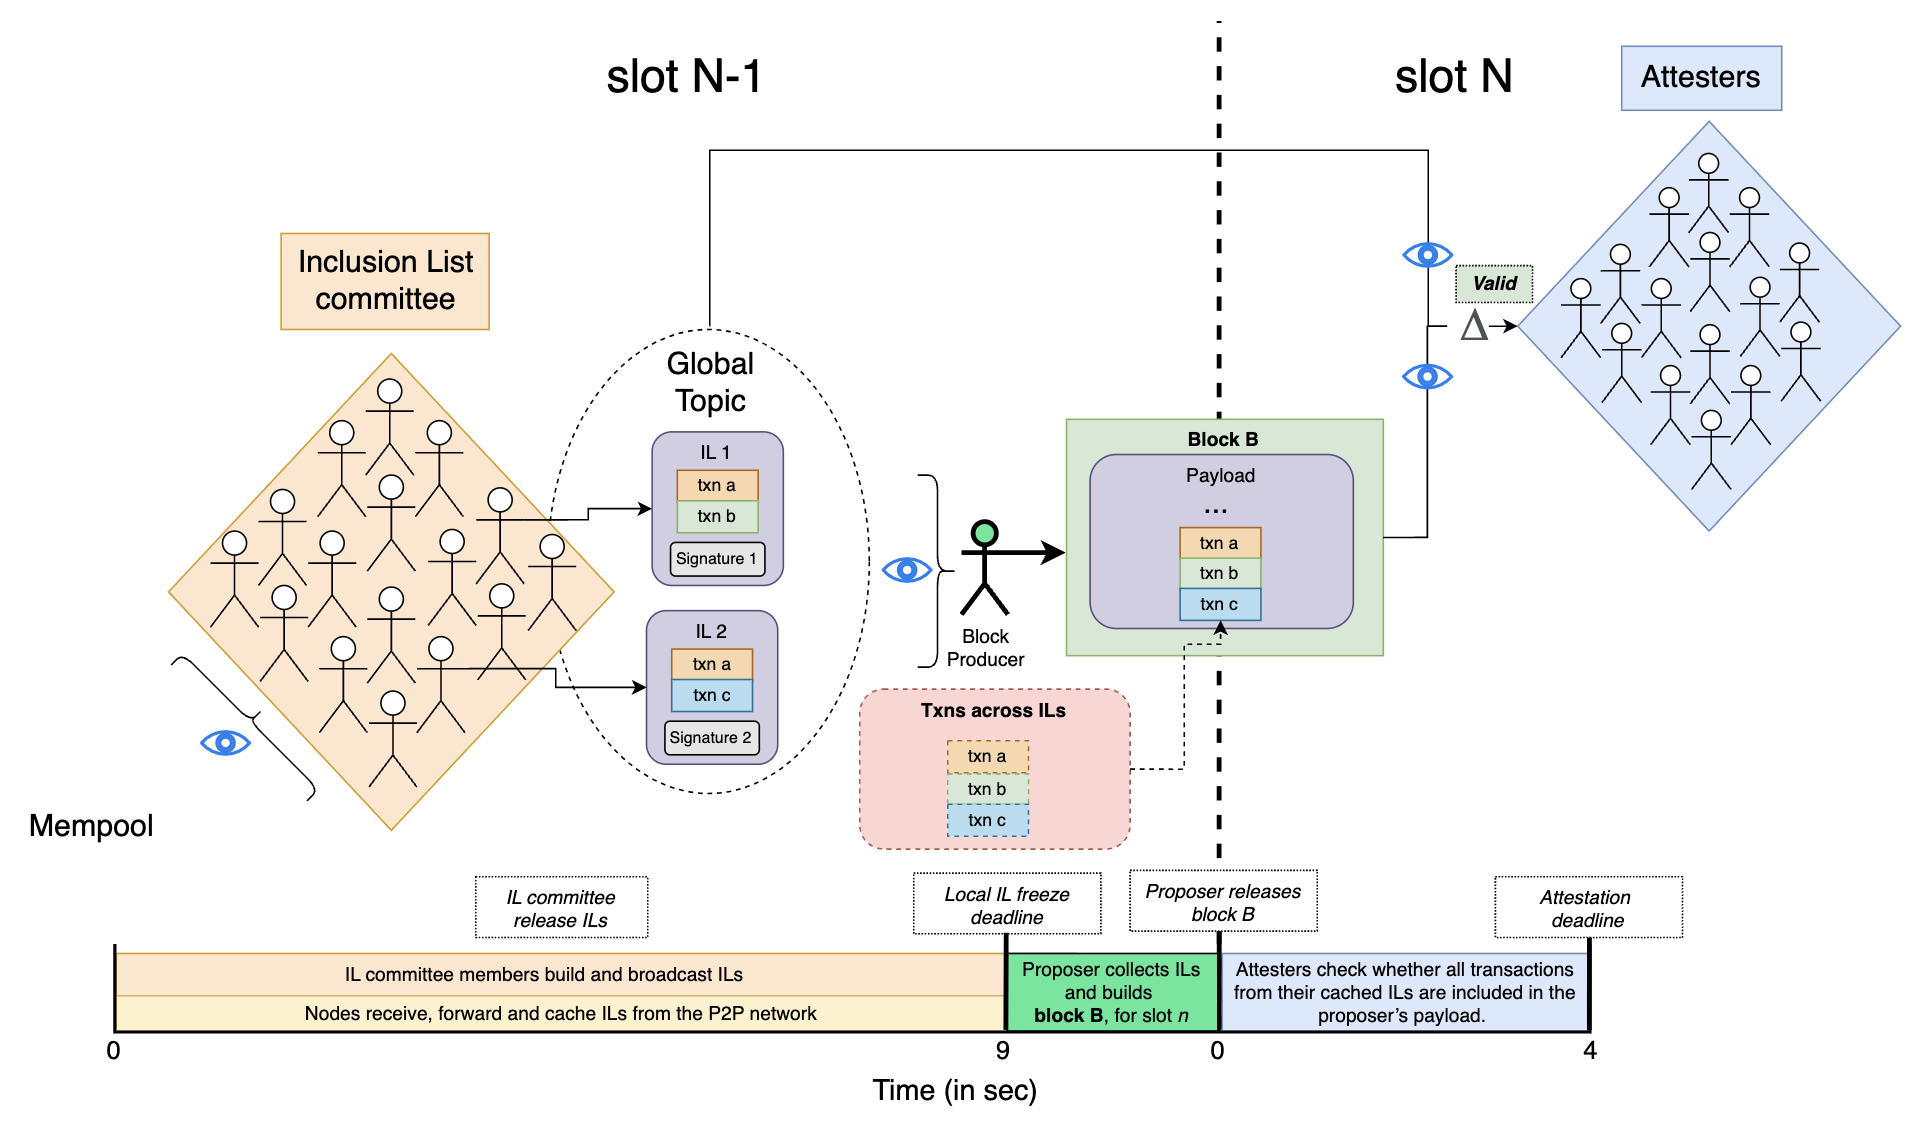 slot N-1
slot N
Attesters
Inclusion List
committee
Valid
Δ
Global
Topic
IL 1
txn a
txn b
Signature 1
IL 2
txn a
txn c
Signature 2
Block
Producer
Block B
Payload
...
txn a
txn b
txn c
Txns across ILs
txn a
txn b
txn c
Mempool
IL committee
release ILs
Local IL freeze
deadline
Proposer releases
block B
Attestation
deadline
IL committee members build and broadcast ILs
Nodes receive, forward and cache ILs from the P2P network
Proposer collects ILs
and builds
block B, for slot n
Attesters check whether all transactions
from their cached ILs are included in the
proposer's payload.
0
9
0
4
Time (in sec)